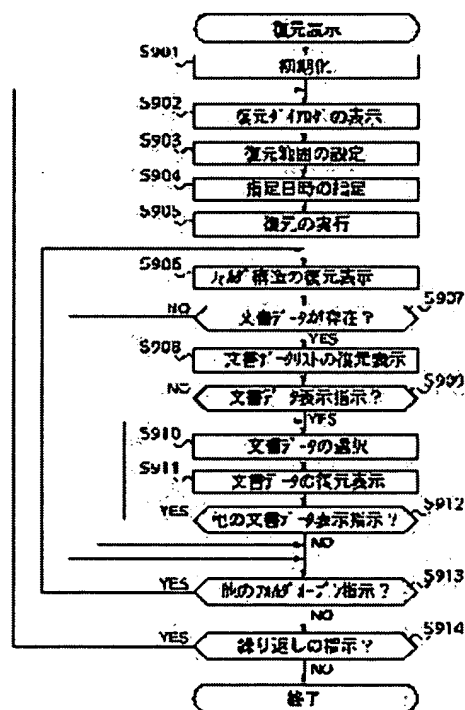 復元表示
S901
初期化
S902
復元ダイアログの表示
S903
復元範囲の設定
S904
指定日時の指定
S905
復元の実行
S906
フォルダ構造の復元表示
S907
文書データが存在?
NO
YES
S908
文書データリストの復元表示
S909
文書データ表示指示?
NO
YES
S910
文書データの選択
S911
文書データの復元表示
S912
他の文書データ表示指示?
YES
NO
S913
他のフォルダオープン指示?
YES
NO
S914
繰り返しの指示?
YES
NO
終了